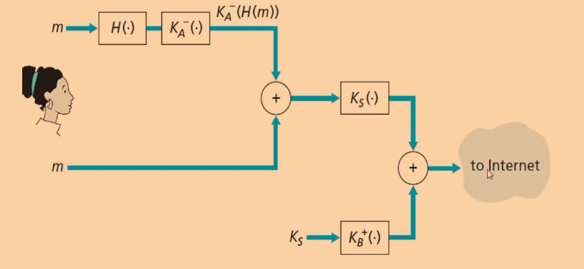 K_A^-(H(m))
m
H(·)
K_A^-(·)
+
K_S(·)
m
+
to Internet
K_S
K_B^+(·)